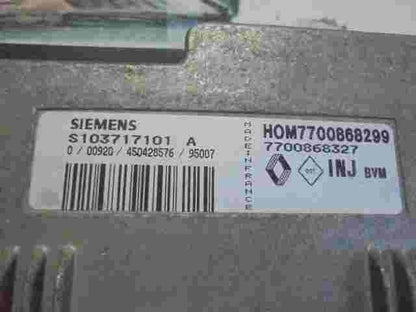 SIEMENS
S103717101 A
0 / 00920 / 450428576 / 95007
MADE IN FRANCE
HOM7700868299
7700868327
INJ BVM